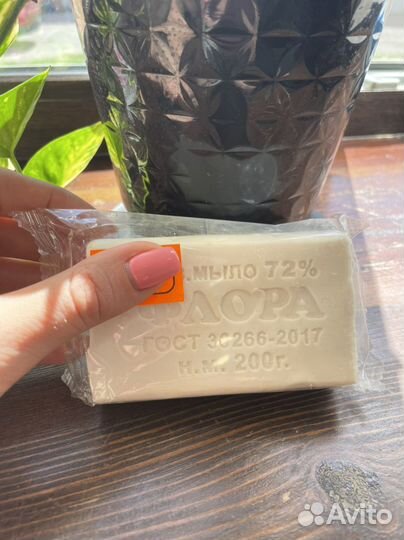 .МЫЛО 72%
ФЛОРА
ГОСТ 30266-2017
Н.М. 200г.
Avito